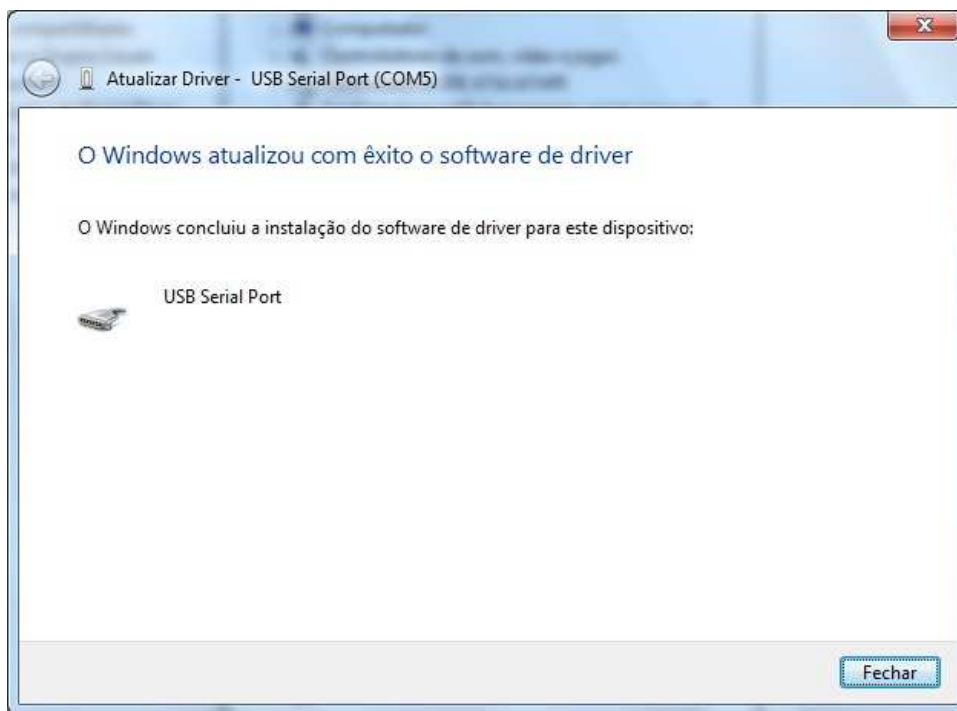 Atualizar Driver - USB Serial Port (COM5)
O Windows atualizou com êxito o software de driver
O Windows concluiu a instalação do software de driver para este dispositivo:
USB Serial Port
Fechar